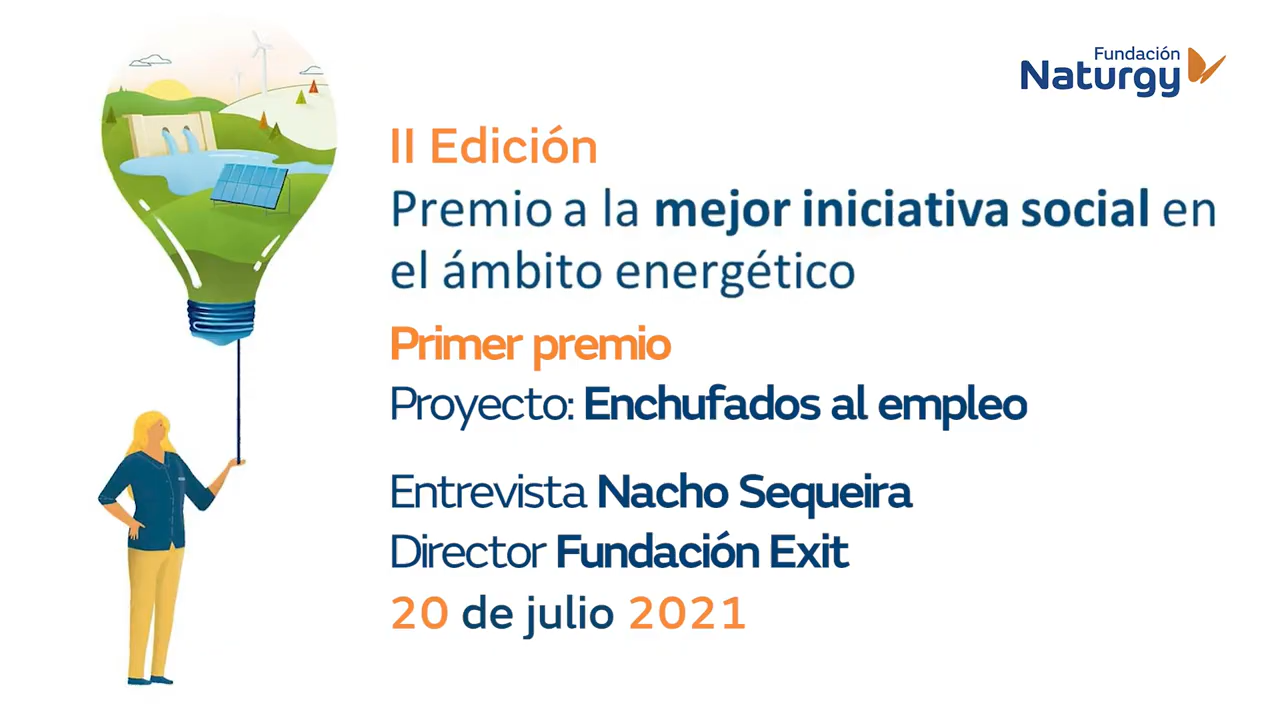 Fundación
Naturgy
II Edición
Premio a la mejor iniciativa social en
el ámbito energético
Primer premio
Proyecto: Enchufados al empleo
Entrevista Nacho Sequeira
Director Fundación Exit
20 de julio 2021